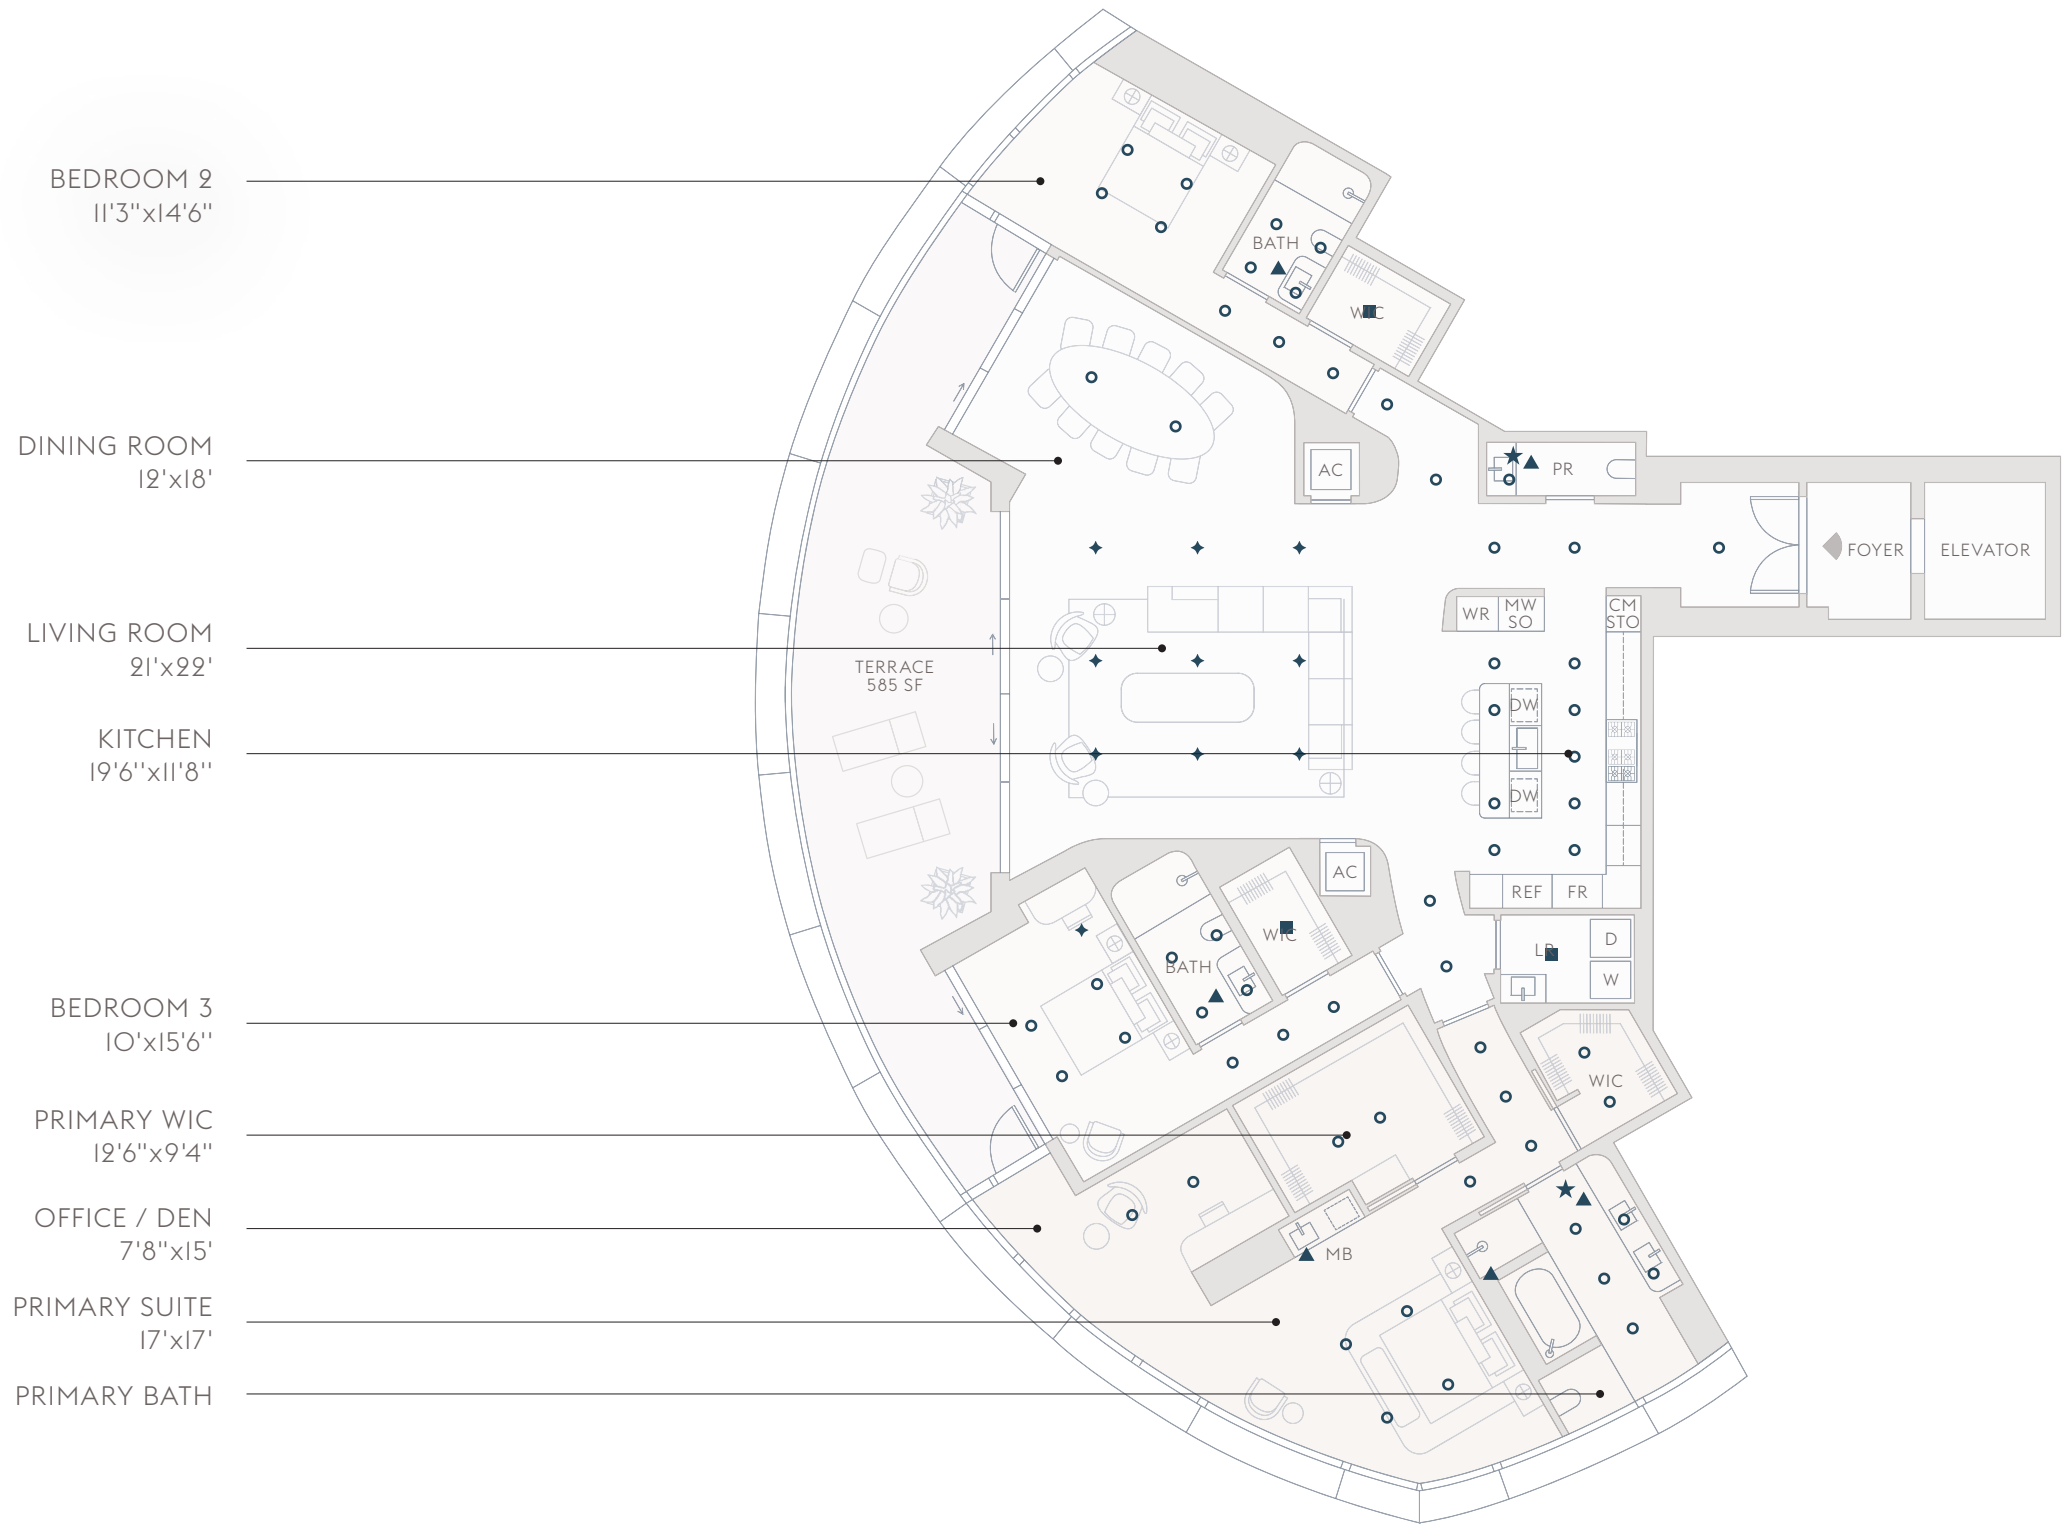 BEDROOM 2
11'3"x14'6"
DINING ROOM
12'x18'
LIVING ROOM
21'x22'
KITCHEN
19'6''x11'8''
BEDROOM 3
10'x15'6''
PRIMARY WIC
12'6"x9'4"
OFFICE / DEN
7'8"x15'
PRIMARY SUITE
17'x17'
PRIMARY BATH
BATH
WIC
AC
PR
FOYER
ELEVATOR
WR
MW
SO
CM
STO
TERRACE
585 SF
DW
DW
AC
REF
FR
WIC
BATH
LR
D
W
WIC
MB